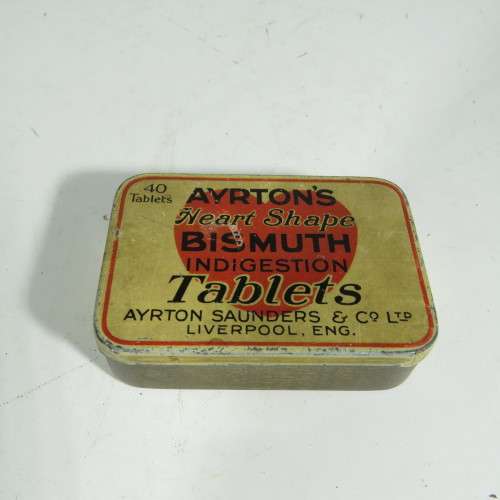 40
Tablets
AYRTON'S
Heart Shape
BISMUTH
INDIGESTION
Tablets
AYRTON SAUNDERS & Co LTD
LIVERPOOL, ENG.